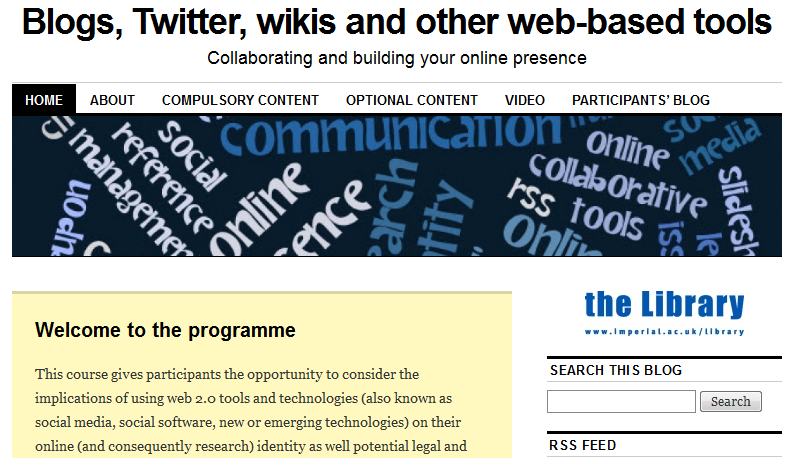 Blogs, Twitter, wikis and other web-based tools
Collaborating and building your online presence
HOME ABOUT COMPULSORY CONTENT OPTIONAL CONTENT VIDEO PARTICIPANTS’ BLOG
communication
social
reference
management
online
online
collaborative
rss
tools
media
Online
Welcome to the programme
This course gives participants the opportunity to consider the
implications of using web 2.0 tools and technologies (also known as
social media, social software, new or emerging technologies) on their
online (and consequently research) identity as well potential legal and
the Library
www.imperial.ac.uk/library
SEARCH THIS BLOG
Search
RSS FEED